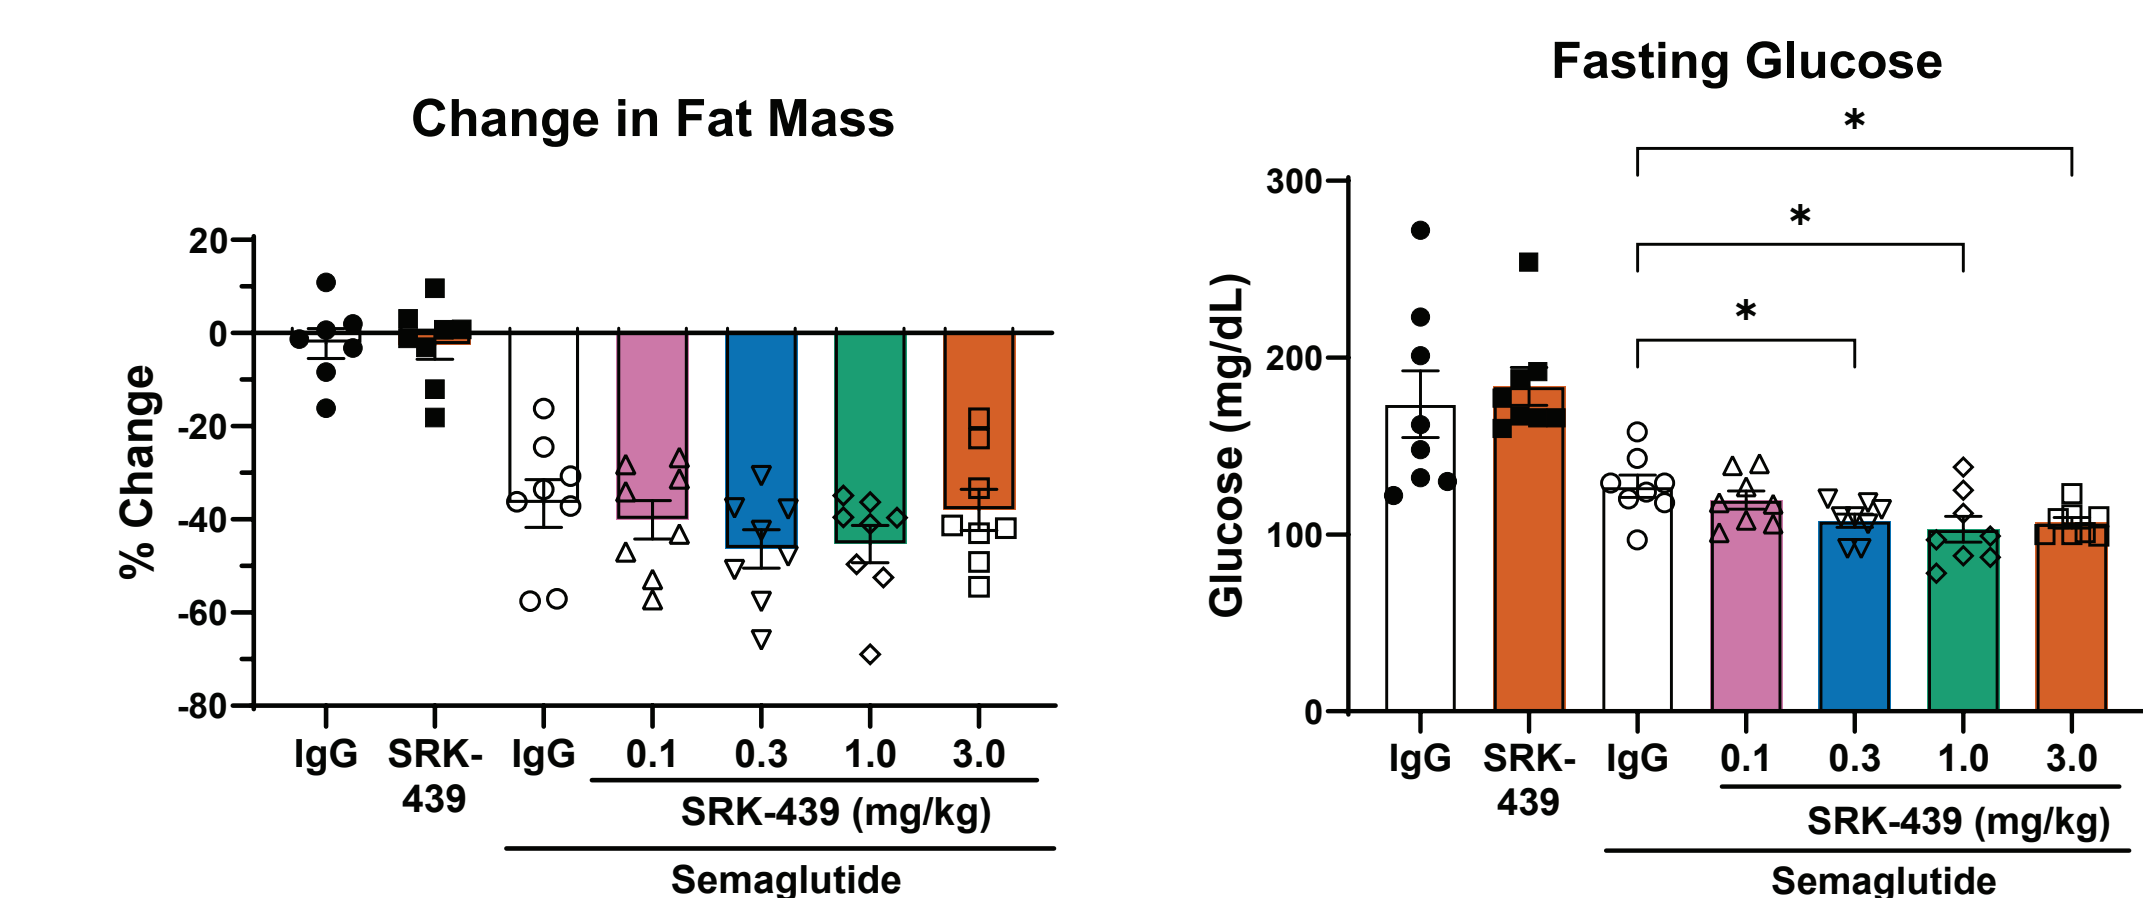 Change in Fat Mass
% Change
20
0
-20
-40
-60
-80
IgG SRK-439 IgG 0.1 0.3 1.0 3.0
SRK-439 (mg/kg)
Semaglutide
Fasting Glucose
*
*
*
Glucose (mg/dL)
300
200
100
0
IgG SRK-439 IgG 0.1 0.3 1.0 3.0
SRK-439 (mg/kg)
Semaglutide